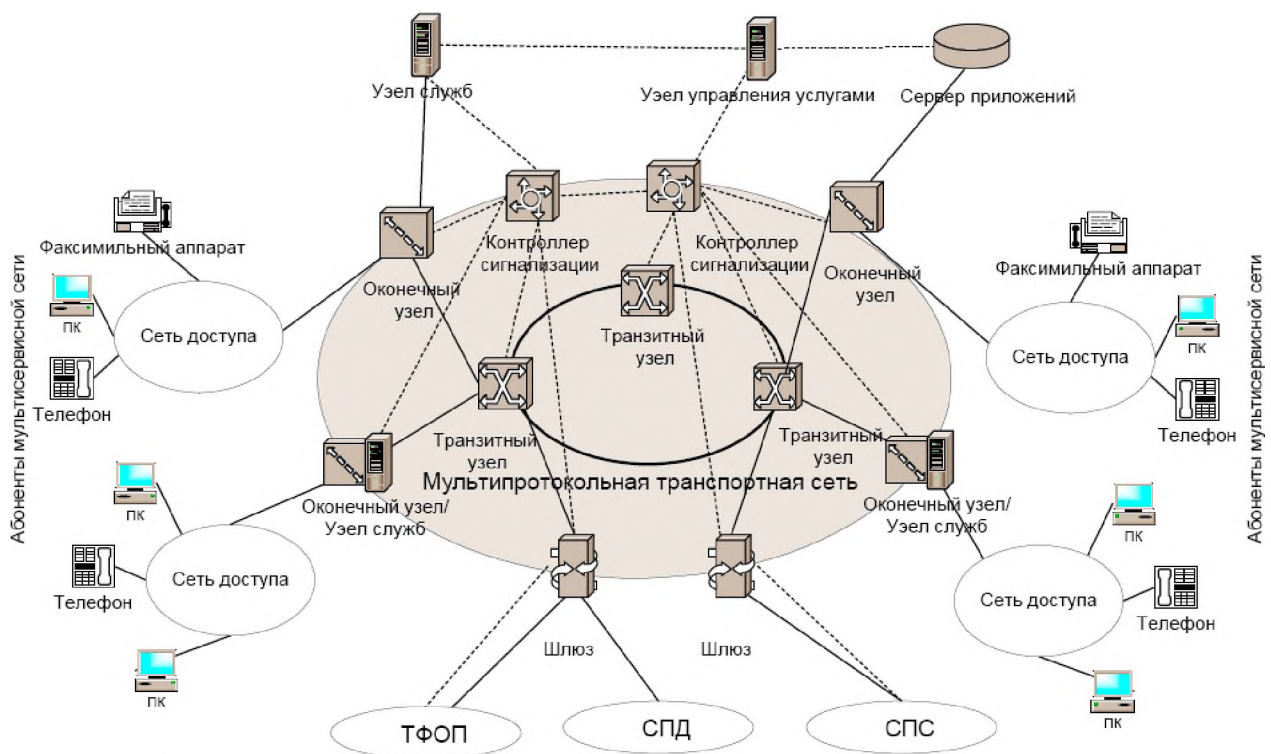 Узел служб
Узел управления услугами
Сервер приложений
Факсимильный аппарат
Контроллер
сигнализации
Контроллер
сигнализации
Факсимильный аппарат
Оконечный
узел
Оконечный
узел
ПК
Сеть доступа
Телефон
Транзитный
узел
Сеть доступа
ПК
Телефон
Абоненты мультисервисной сети
Абоненты мультисервисной сети
Транзитный
узел
Транзитный
узел
Мультипротокольная транспортная сеть
Оконечный узел/
Узел служб
Оконечный узел/
Узел служб
ПК
Сеть доступа
Телефон
ПК
ПК
Сеть доступа
Телефон
ПК
Шлюз
Шлюз
ТФОП
СПД
СПС